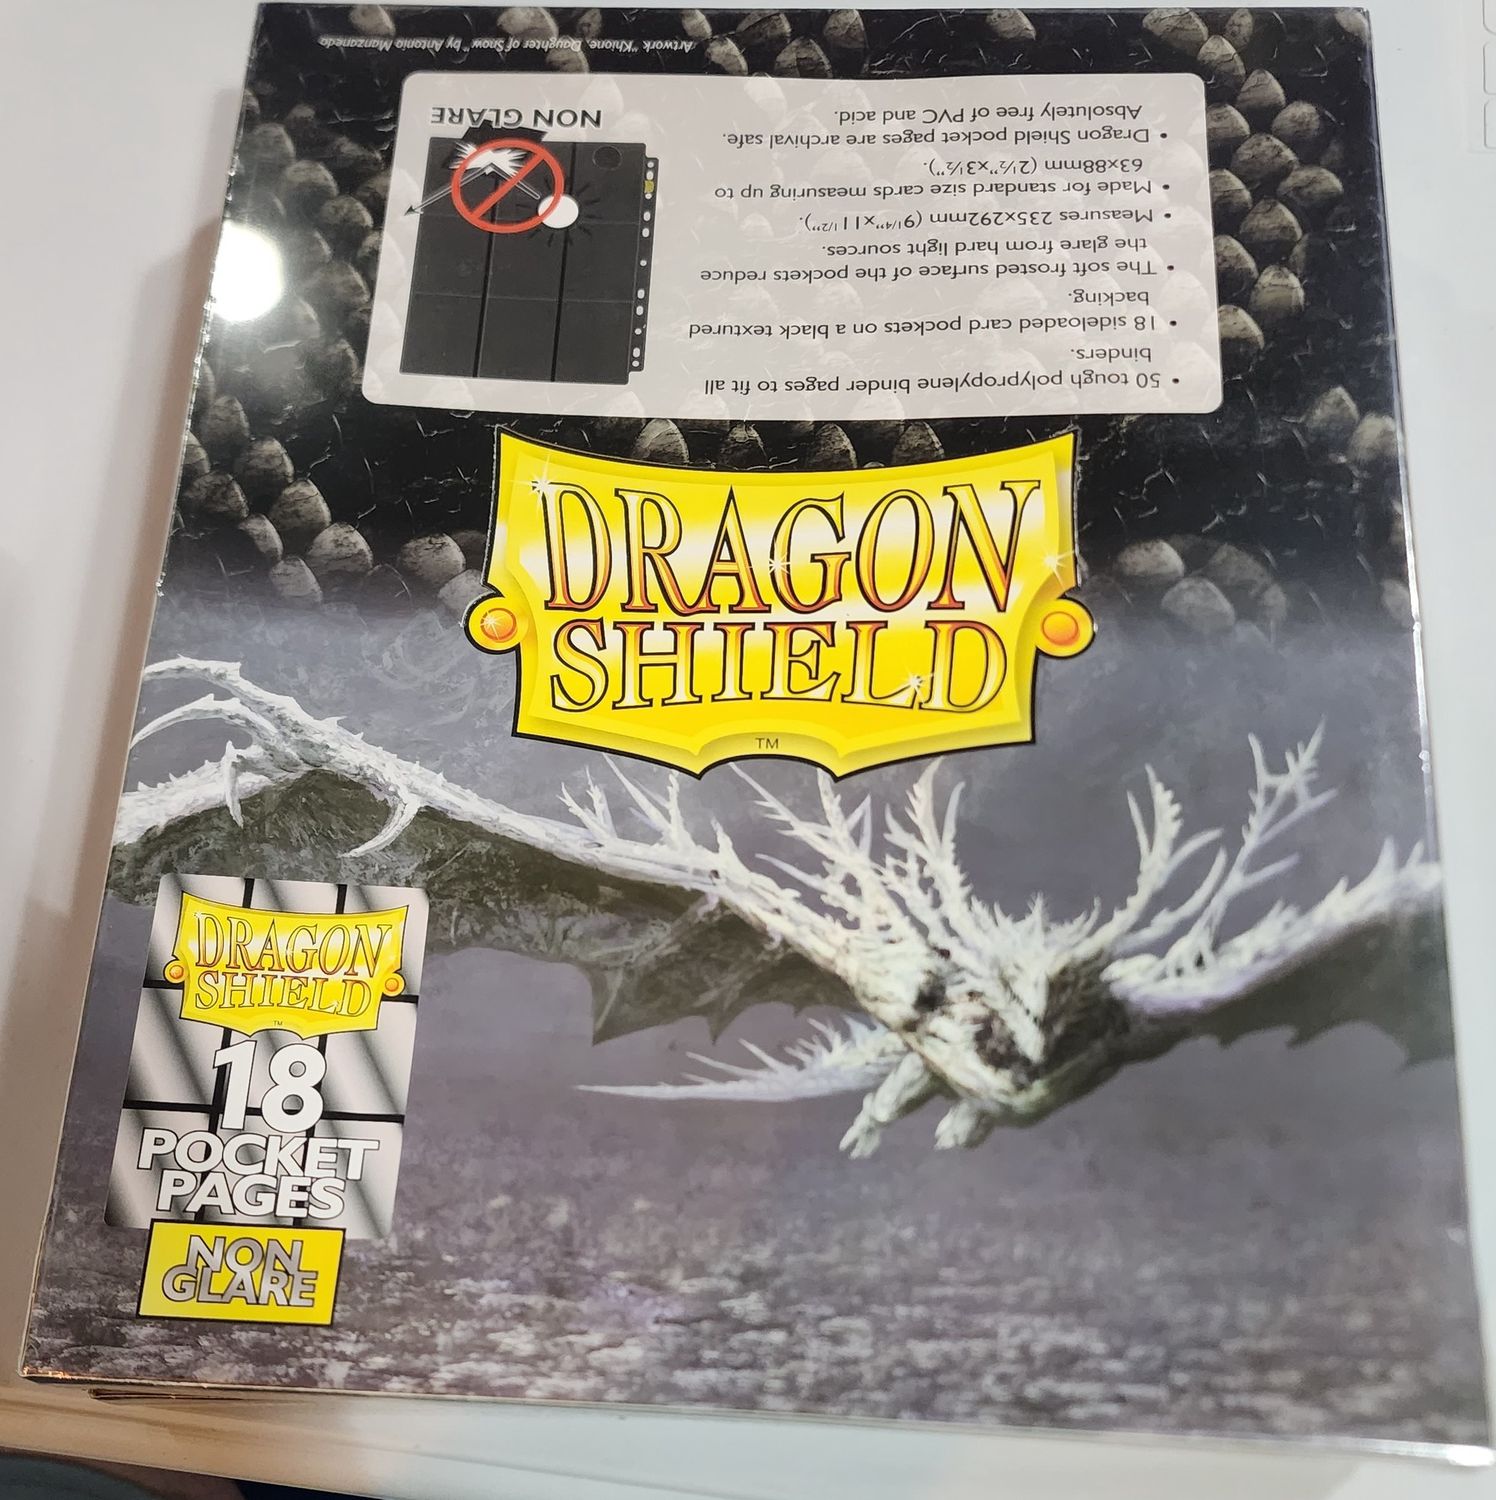 Artwork "Khione, Daughter of Snow" by Antonio Manzanedo
• 50 tough polypropylene binder pages to fit all
binders.
• 18 sideloaded card pockets on a black textured
backing.
• The soft frosted surface of the pockets reduce
the glare from hard light sources.
• Measures 235x292mm (9¼"x11½").
• Made for standard size cards measuring up to
63x88mm (2½"x3½").
• Dragon Shield pocket pages are archival safe.
Absolutely free of PVC and acid.
NON GLARE
DRAGON
SHIELD
TM
DRAGON
SHIELD
TM
18
POCKET
PAGES
NON
GLARE